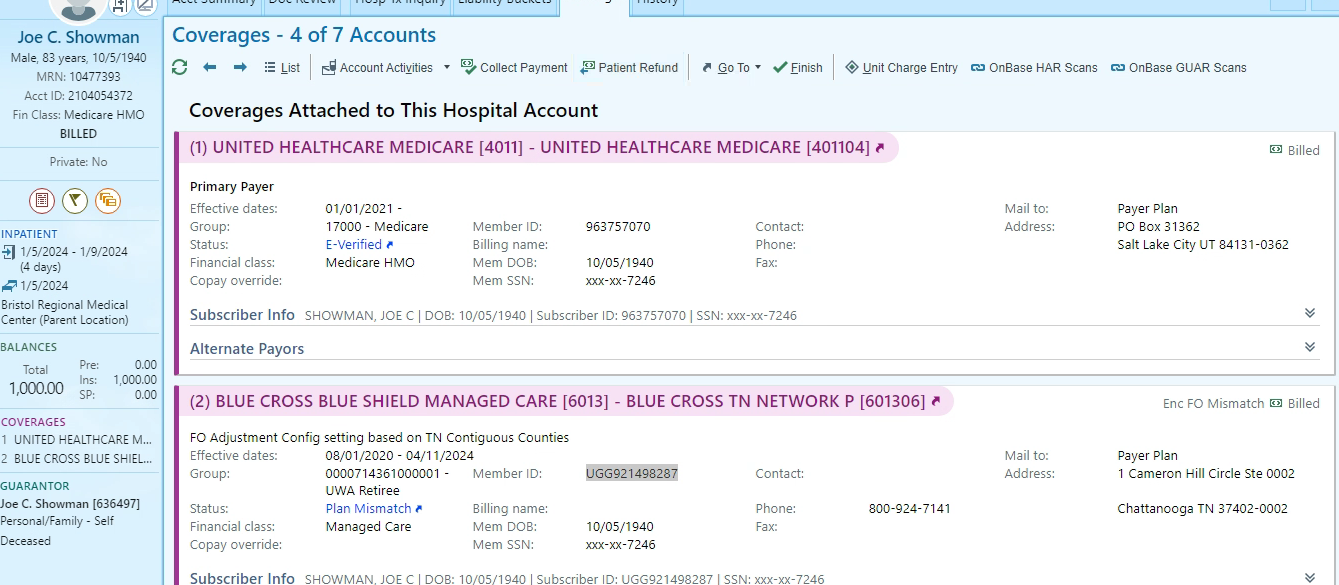 Acct Summary
Doc Review
Hosp Tx Inquiry
Liability Buckets
History
Joe C. Showman
Male, 83 years, 10/5/1940
MRN: 10477393
Acct ID: 2104054372
Fin Class: Medicare HMO
BILLED
Private: No
INPATIENT
1/5/2024 - 1/9/2024
(4 days)
1/5/2024
Bristol Regional Medical
Center (Parent Location)
BALANCES
Total
1,000.00
Pre: 0.00
Ins: 1,000.00
SP: 0.00
COVERAGES
1 UNITED HEALTHCARE M...
2 BLUE CROSS BLUE SHIEL...
GUARANTOR
Joe C. Showman [636497]
Personal/Family - Self
Deceased
Coverages - 4 of 7 Accounts
List
Account Activities
Collect Payment
Patient Refund
Go To
Finish
Unit Charge Entry
OnBase HAR Scans
OnBase GUAR Scans
Coverages Attached to This Hospital Account
(1) UNITED HEALTHCARE MEDICARE [4011] - UNITED HEALTHCARE MEDICARE [401104]
Billed
Primary Payer
Effective dates: 01/01/2021 - Mail to: Payer Plan
Group: 17000 - Medicare Member ID: 963757070 Contact: Address: PO Box 31362
Status: E-Verified Billing name: Phone: Salt Lake City UT 84131-0362
Financial class: Medicare HMO Mem DOB: 10/05/1940 Fax:
Copay override: Mem SSN: xxx-xx-7246
Subscriber Info SHOWMAN, JOE C | DOB: 10/05/1940 | Subscriber ID: 963757070 | SSN: xxx-xx-7246
Alternate Payors
(2) BLUE CROSS BLUE SHIELD MANAGED CARE [6013] - BLUE CROSS TN NETWORK P [601306]
Enc FO Mismatch Billed
FO Adjustment Config setting based on TN Contiguous Counties
Effective dates: 08/01/2020 - 04/11/2024 Mail to: Payer Plan
Group: 0000714361000001 - Member ID: UGG921498287 Contact: Address: 1 Cameron Hill Circle Ste 0002
UWA Retiree
Status: Plan Mismatch Billing name: Phone: 800-924-7141 Chattanooga TN 37402-0002
Financial class: Managed Care Mem DOB: 10/05/1940 Fax:
Copay override: Mem SSN: xxx-xx-7246
Subscriber Info SHOWMAN, JOE C | DOB: 10/05/1940 | Subscriber ID: UGG921498287 | SSN: xxx-xx-7246